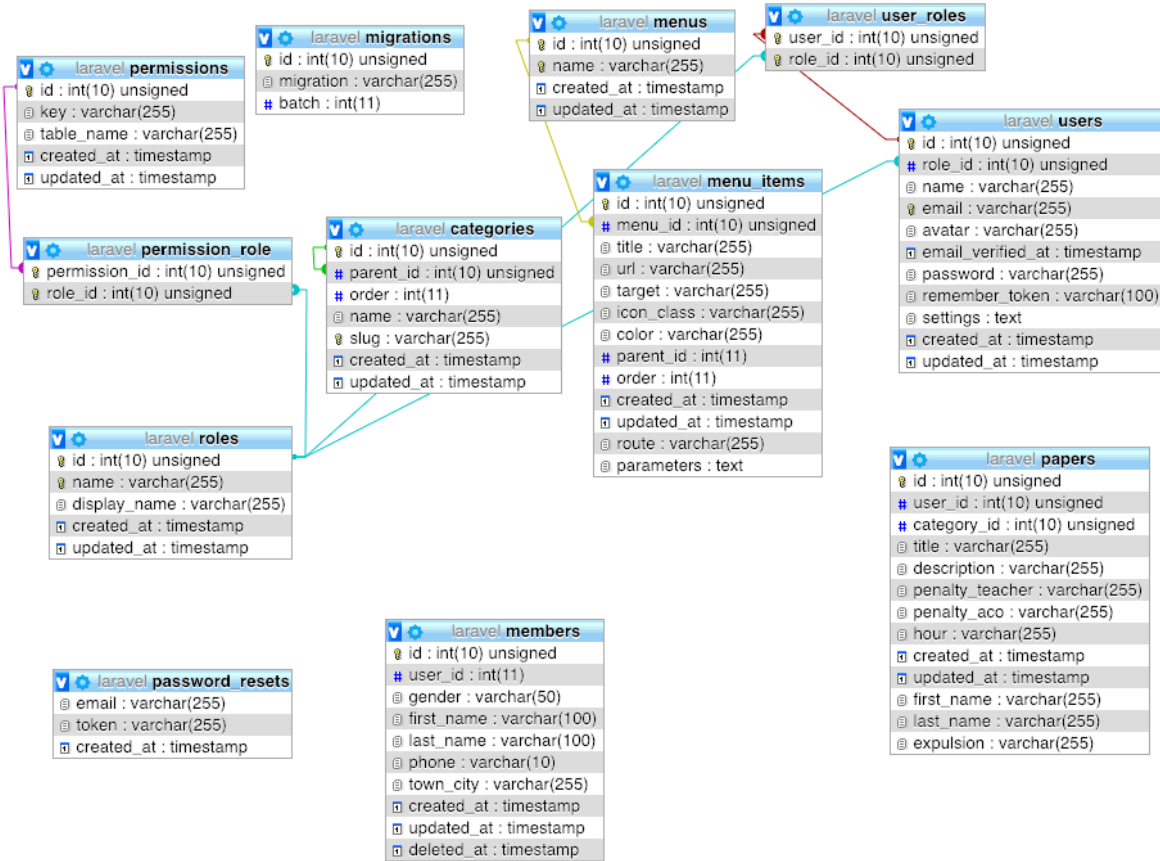 laravel permissions
id : int(10) unsigned
key : varchar(255)
table_name : varchar(255)
created_at : timestamp
updated_at : timestamp
laravel migrations
id : int(10) unsigned
migration : varchar(255)
batch : int(11)
laravel menus
id : int(10) unsigned
name : varchar(255)
created_at : timestamp
updated_at : timestamp
laravel user_roles
user_id : int(10) unsigned
role_id : int(10) unsigned
laravel users
id : int(10) unsigned
role_id : int(10) unsigned
name : varchar(255)
email : varchar(255)
avatar : varchar(255)
email_verified_at : timestamp
password : varchar(255)
remember_token : varchar(100)
settings : text
created_at : timestamp
updated_at : timestamp
laravel permission_role
permission_id : int(10) unsigned
role_id : int(10) unsigned
laravel categories
id : int(10) unsigned
parent_id : int(10) unsigned
order : int(11)
name : varchar(255)
slug : varchar(255)
created_at : timestamp
updated_at : timestamp
laravel menu_items
id : int(10) unsigned
menu_id : int(10) unsigned
title : varchar(255)
url : varchar(255)
target : varchar(255)
icon_class : varchar(255)
color : varchar(255)
parent_id : int(11)
order : int(11)
created_at : timestamp
updated_at : timestamp
route : varchar(255)
parameters : text
laravel roles
id : int(10) unsigned
name : varchar(255)
display_name : varchar(255)
created_at : timestamp
updated_at : timestamp
laravel papers
id : int(10) unsigned
user_id : int(10) unsigned
category_id : int(10) unsigned
title : varchar(255)
description : varchar(255)
penalty_teacher : varchar(255)
penalty_aco : varchar(255)
hour : varchar(255)
created_at : timestamp
updated_at : timestamp
first_name : varchar(255)
last_name : varchar(255)
expulsion : varchar(255)
laravel password_resets
email : varchar(255)
token : varchar(255)
created_at : timestamp
laravel members
id : int(10) unsigned
user_id : int(11)
gender : varchar(50)
first_name : varchar(100)
last_name : varchar(100)
phone : varchar(10)
town_city : varchar(255)
created_at : timestamp
updated_at : timestamp
deleted_at : timestamp